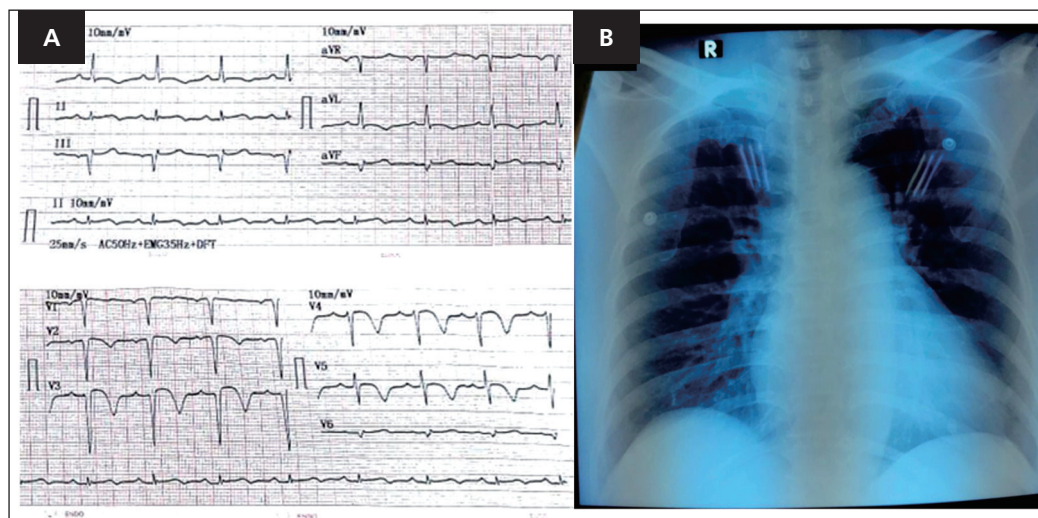 A
10mm/mV
10mm/mV
aVR
II
aVL
III
aVF
II 10mm/mV
25mm/s AC50Hz+EMG35Hz+DFT
10mm/mV
V1
V2
V3
10mm/mV
V4
V5
V6
B
R